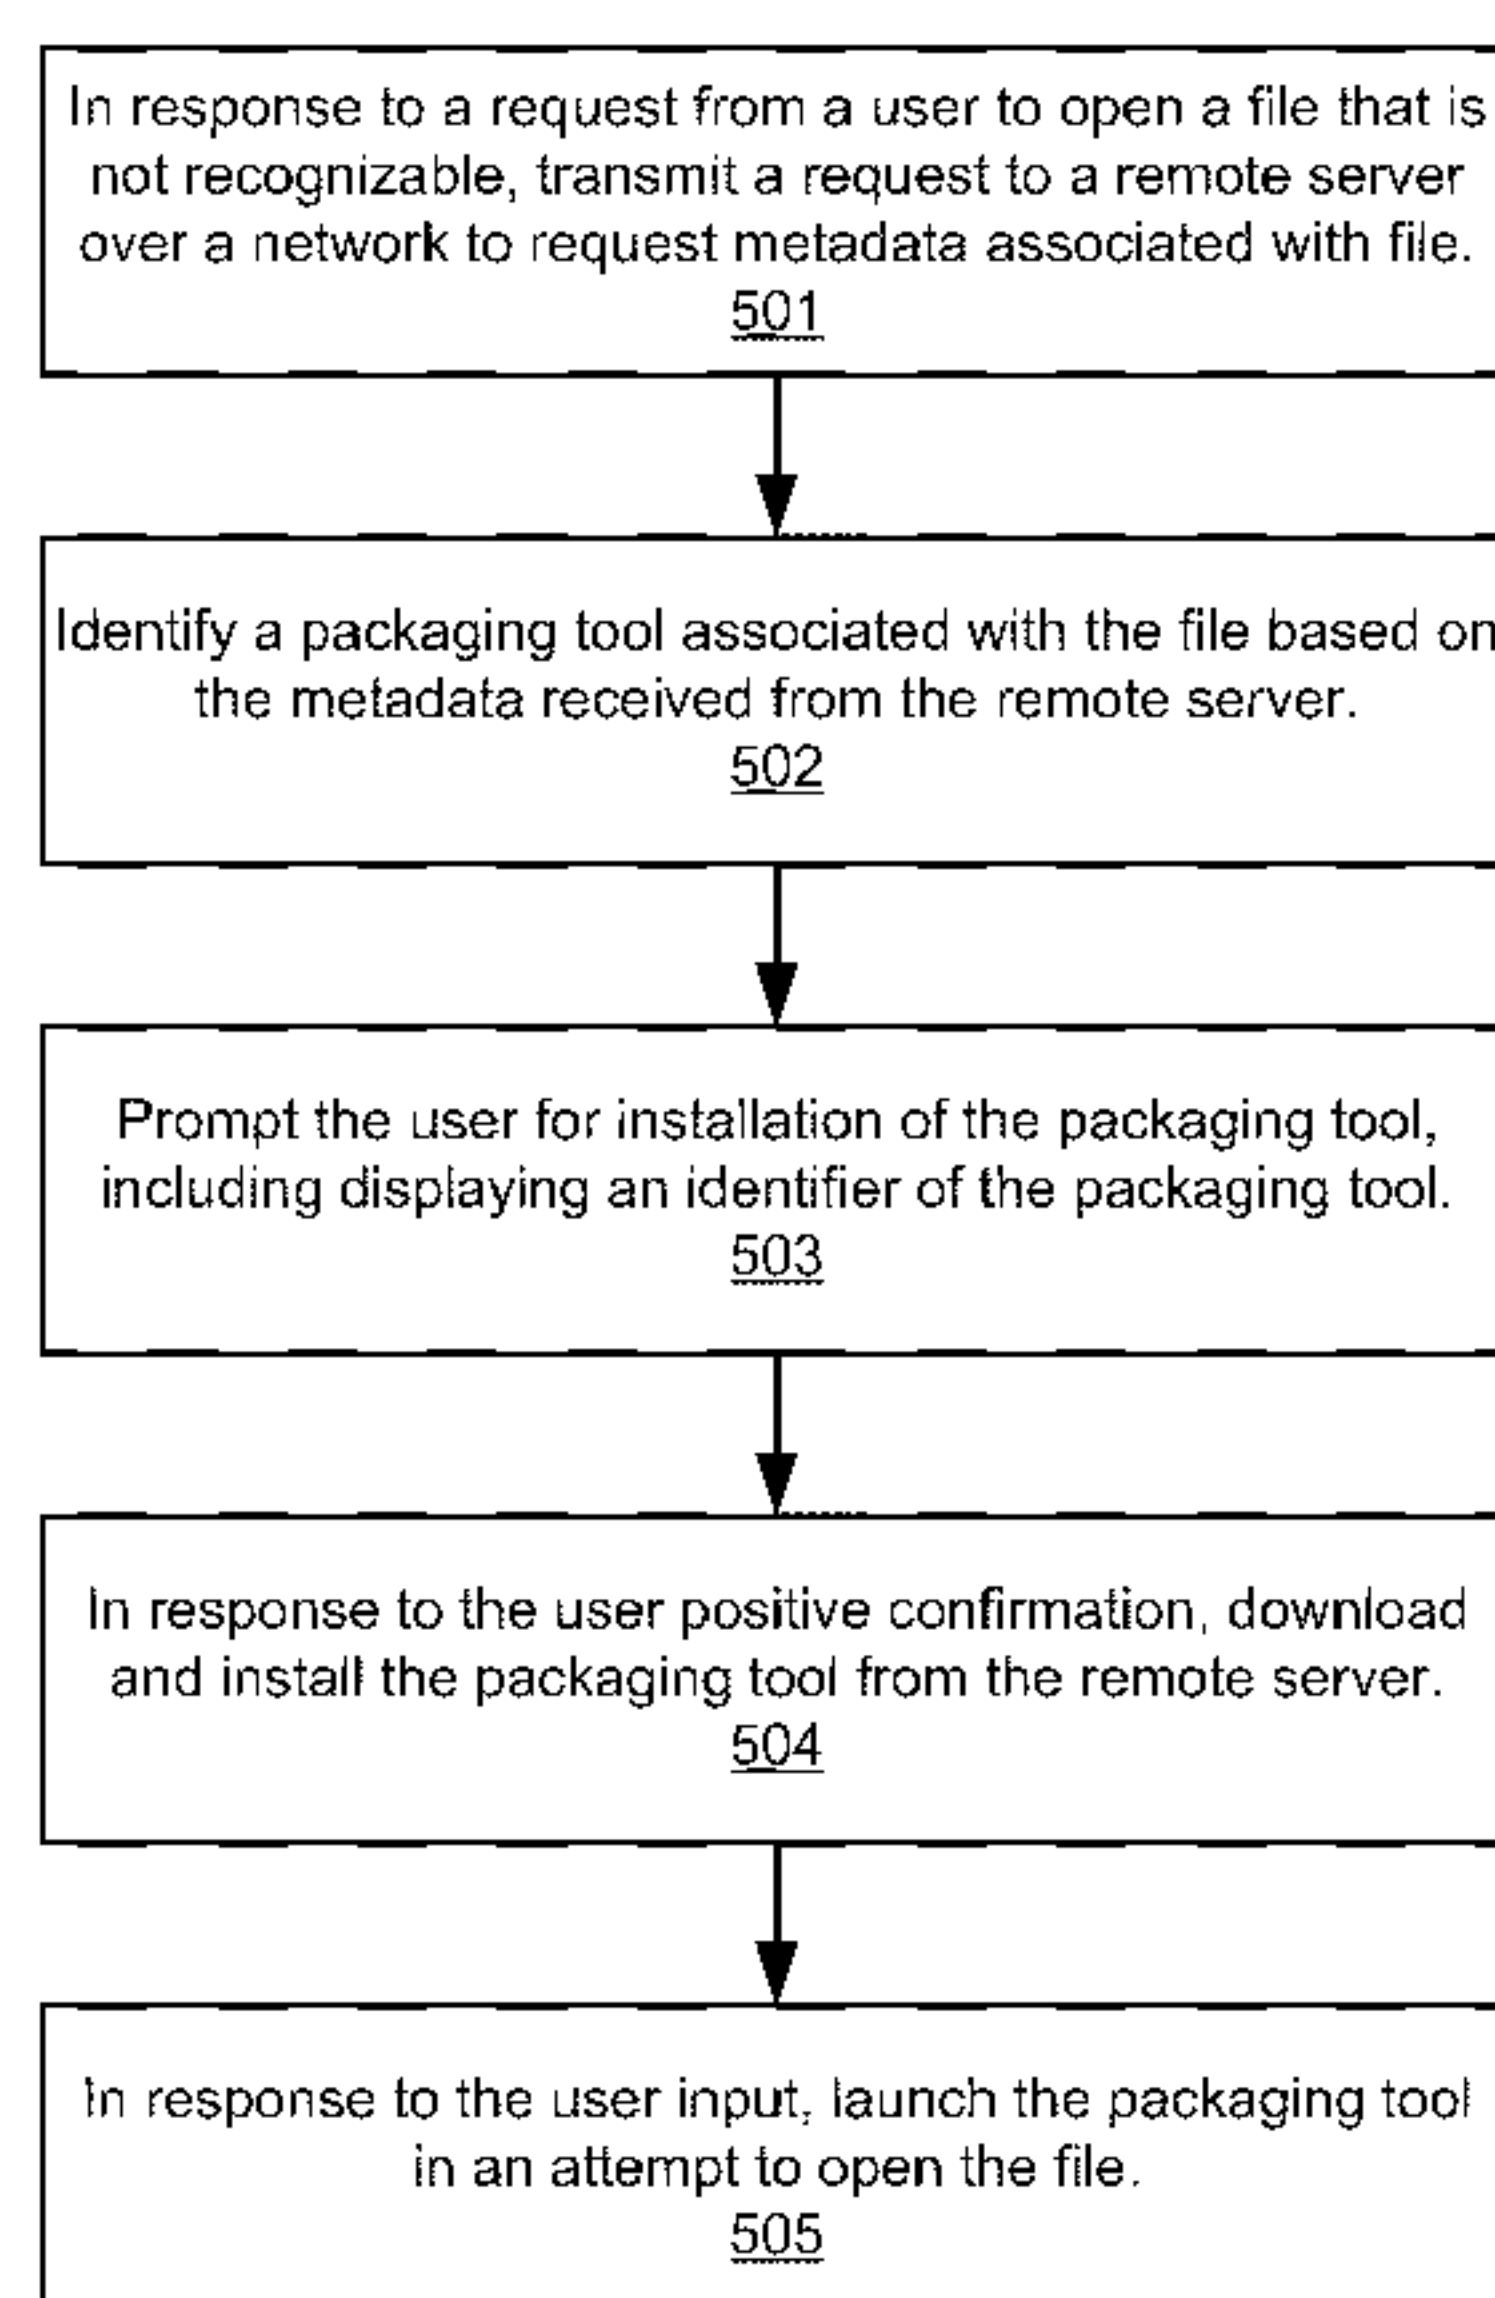 In response to a request from a user to open a file that is
not recognizable, transmit a request to a remote server
over a network to request metadata associated with file.
501
Identify a packaging tool associated with the file based on
the metadata received from the remote server.
502
Prompt the user for installation of the packaging tool,
including displaying an identifier of the packaging tool.
503
In response to the user positive confirmation, download
and install the packaging tool from the remote server.
504
In response to the user input, launch the packaging tool
in an attempt to open the file.
505